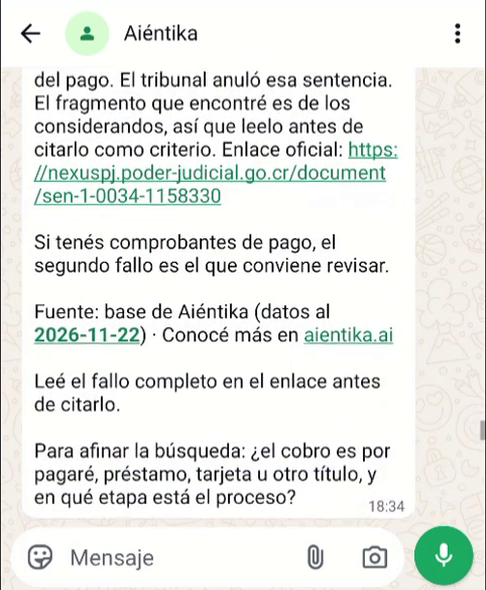 Aiéntika
del pago. El tribunal anuló esa sentencia.
El fragmento que encontré es de los
considerandos, así que leelo antes de
citarlo como criterio. Enlace oficial: https:
//nexuspj.poder-judicial.go.cr/document
/sen-1-0034-1158330
Si tenés comprobantes de pago, el
segundo fallo es el que conviene revisar.
Fuente: base de Aiéntika (datos al
2026-11-22) · Conocé más en aientika.ai
Leé el fallo completo en el enlace antes
de citarlo.
Para afinar la búsqueda: ¿el cobro es por
pagaré, préstamo, tarjeta u otro título, y
en qué etapa está el proceso?
18:34
Mensaje